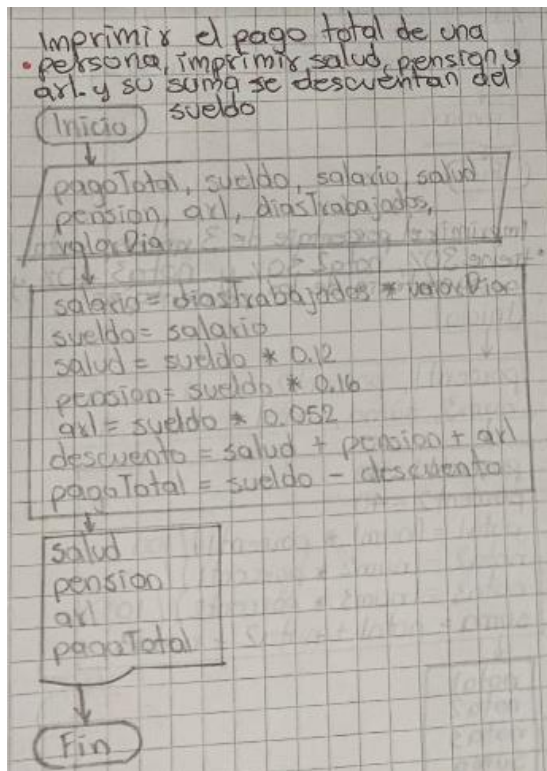 Imprimir el pago total de una
• persona, imprimir salud, pension y
arl. y su suma se descuentan del
sueldo
Inicio
pagoTotal, sueldo, salario, salud
pension, arl, diasTrabajados,
valorDia
salario = diasTrabajados * valorDia
sueldo = salario
salud = sueldo * 0.12
pension = sueldo * 0.16
arl = sueldo * 0.052
descuento = salud + pension + arl
pagoTotal = sueldo - descuento
salud
pension
arl
pagoTotal
Fin